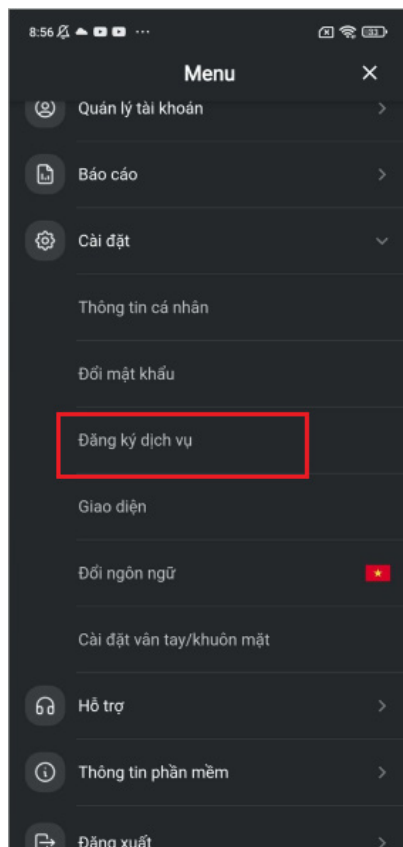 8:56
31
Menu
Quản lý tài khoản
Báo cáo
Cài đặt
Thông tin cá nhân
Đổi mật khẩu
Đăng ký dịch vụ
Giao diện
Đổi ngôn ngữ
Cài đặt vân tay/khuôn mặt
Hỗ trợ
Thông tin phần mềm
Đăng xuất